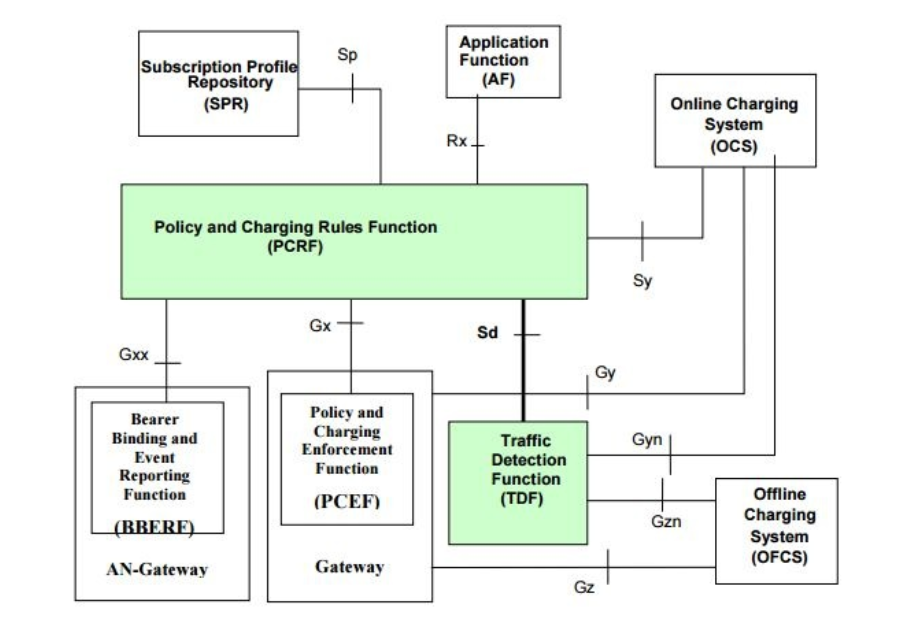 Subscription Profile
Repository
(SPR)
Sp
Application
Function
(AF)
Rx
Online Charging
System
(OCS)
Policy and Charging Rules Function
(PCRF)
Sy
Gxx
Gx
Sd
Gy
Bearer
Binding and
Event
Reporting
Function
(BBERF)
AN-Gateway
Policy and
Charging
Enforcement
Function
(PCEF)
Gateway
Traffic
Detection
Function
(TDF)
Gyn
Gzn
Gz
Offline
Charging
System
(OFCS)